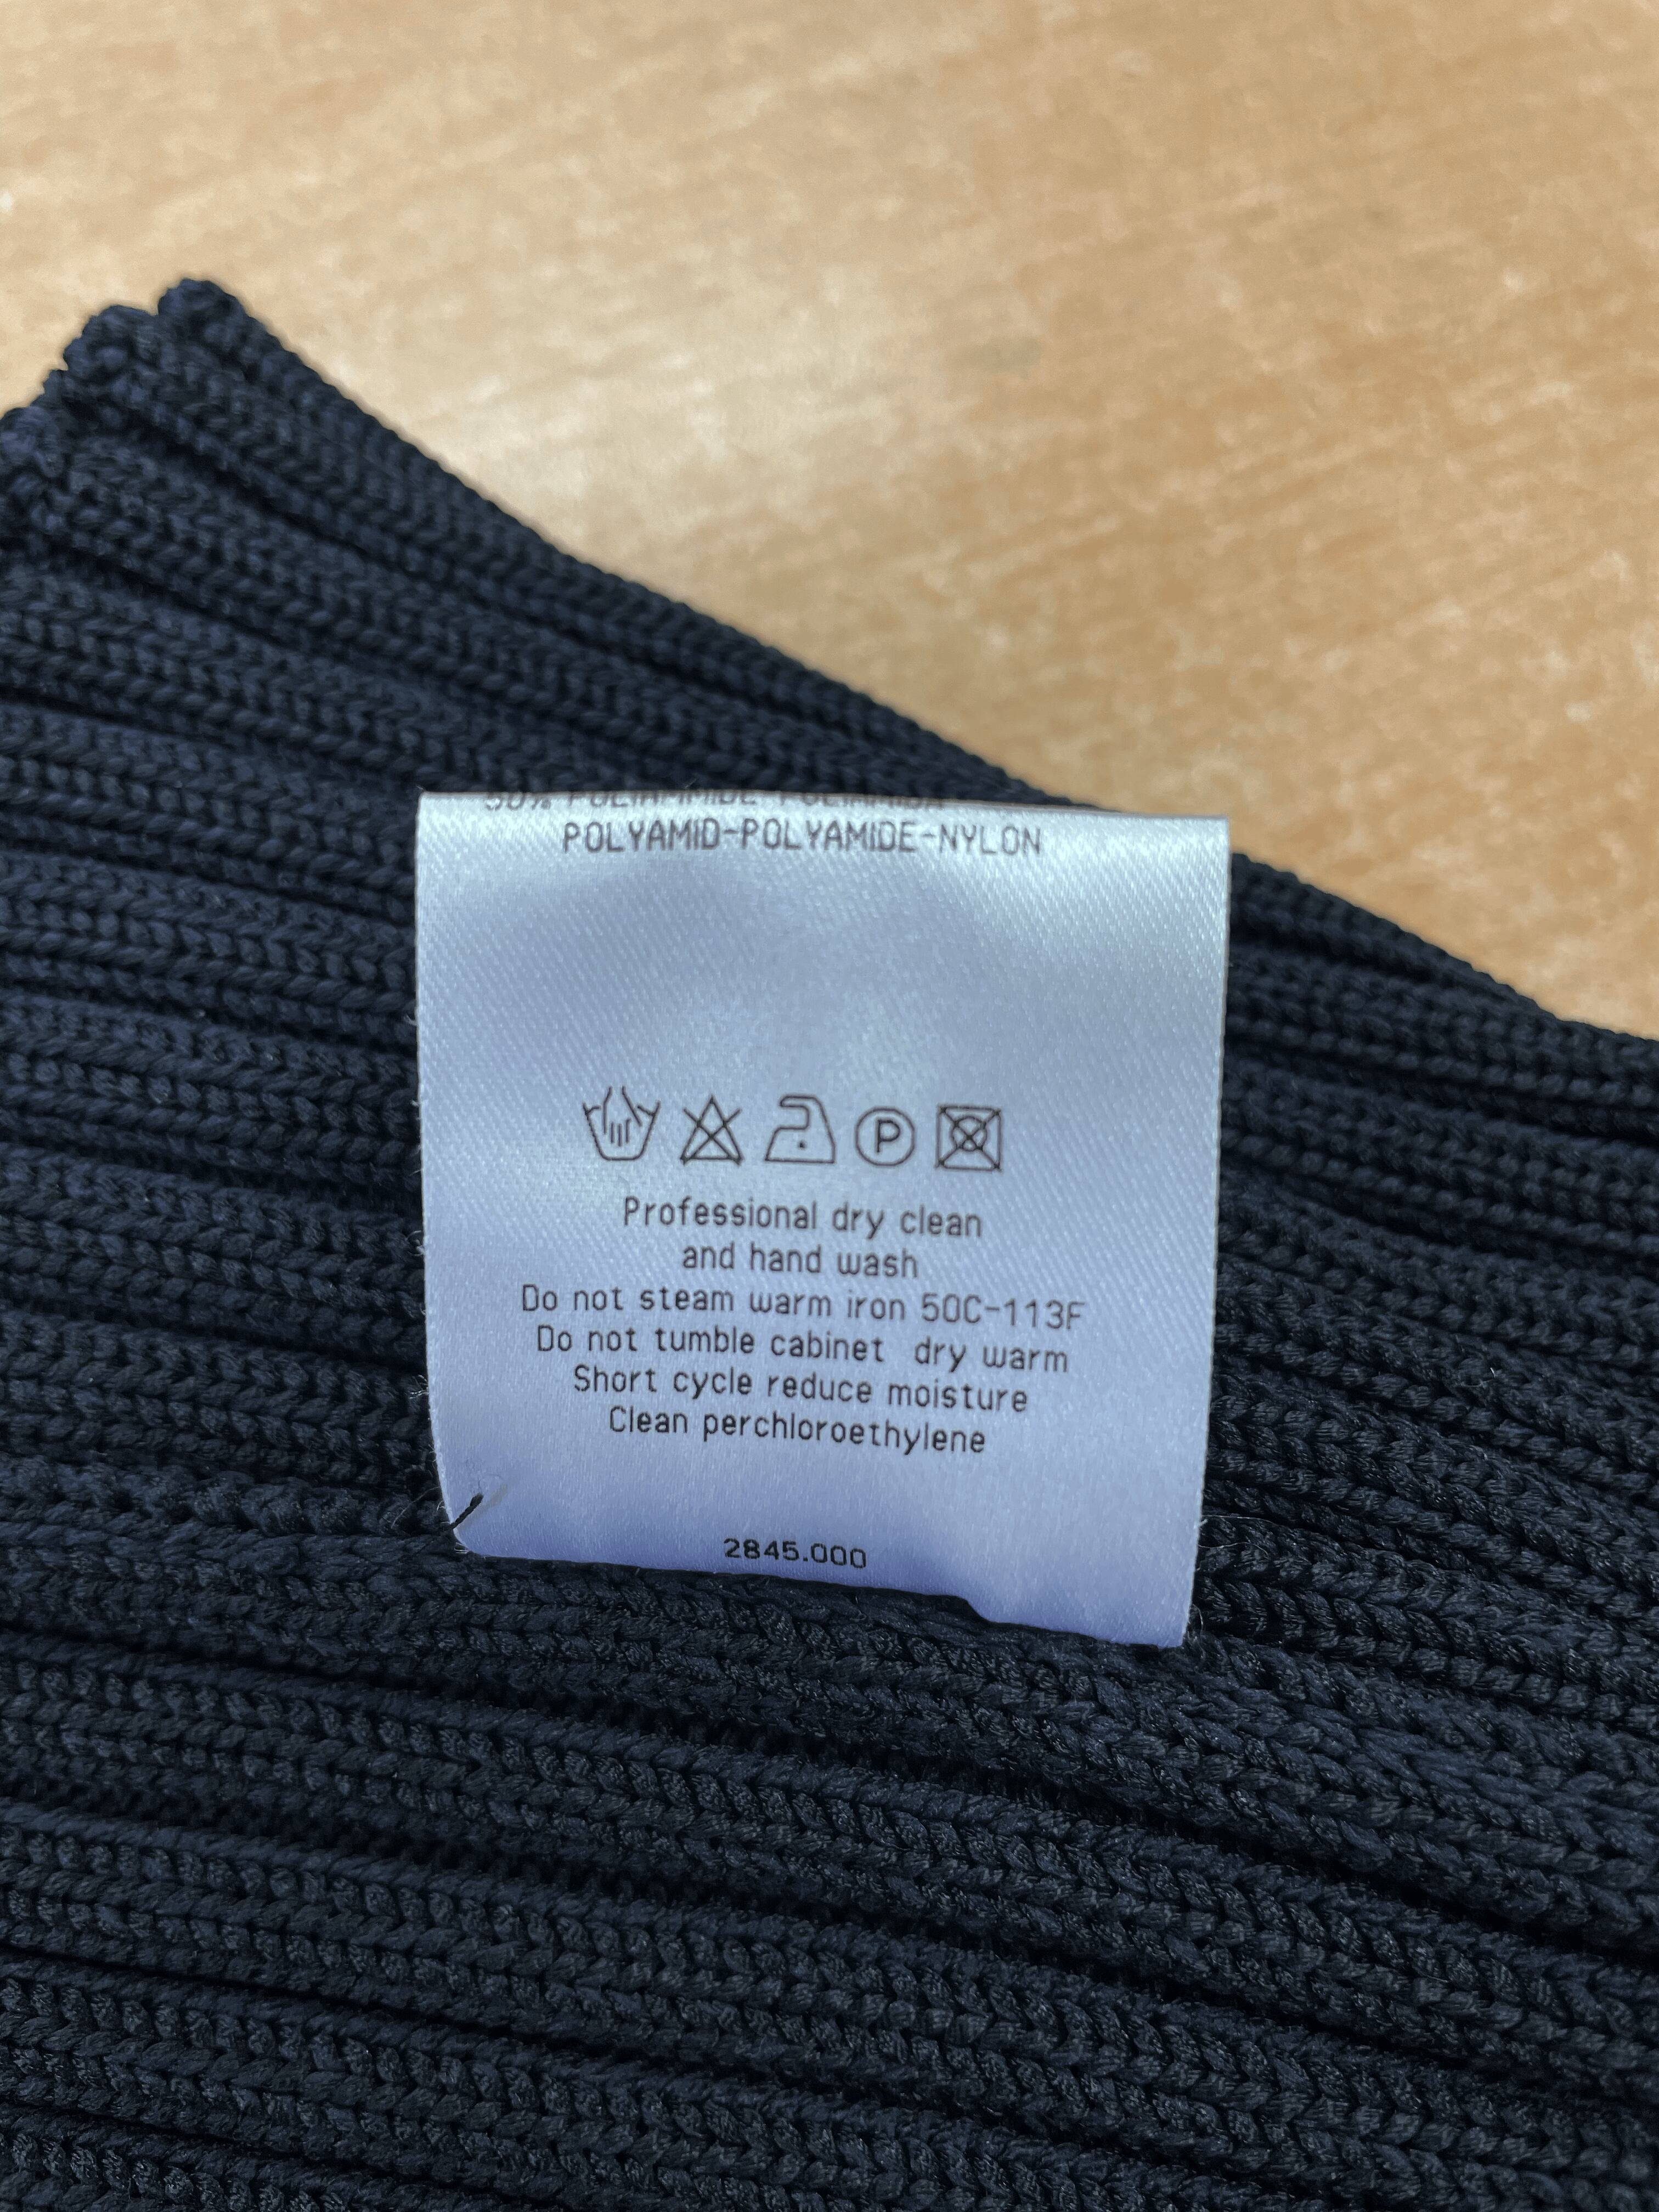 POLYAMID-POLYAMIDE-NYLON
P
Professional dry clean
and hand wash
Do not steam warm iron 50C-113F
Do not tumble cabinet dry warm
Short cycle reduce moisture
Clean perchloroethylene
2845.000